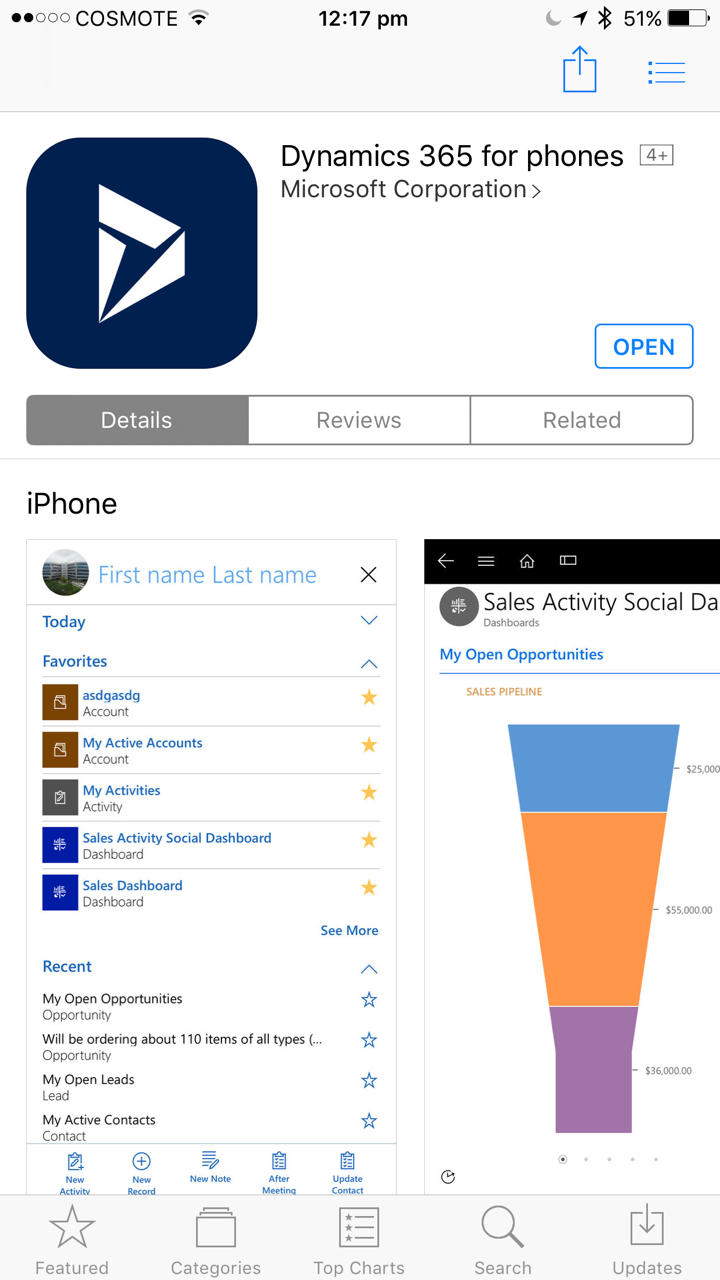 COSMOTE 12:17 pm 51%
Dynamics 365 for phones 4+
Microsoft Corporation >
OPEN
Details Reviews Related
iPhone
First name Last name
Today
Favorites
asdgasdg
Account
My Active Accounts
Account
My Activities
Activity
Sales Activity Social Dashboard
Dashboard
Sales Dashboard
Dashboard
See More
Recent
My Open Opportunities
Opportunity
Will be ordering about 110 items of all types (...
Opportunity
My Open Leads
Lead
My Active Contacts
Contact
New Activity
New Record
New Note
After Meeting
Update Contact
Sales Activity Social Da
Dashboards
My Open Opportunities
SALES PIPELINE
$25,000
$55,000.00
$36,000.00
Featured Categories Top Charts Search Updates